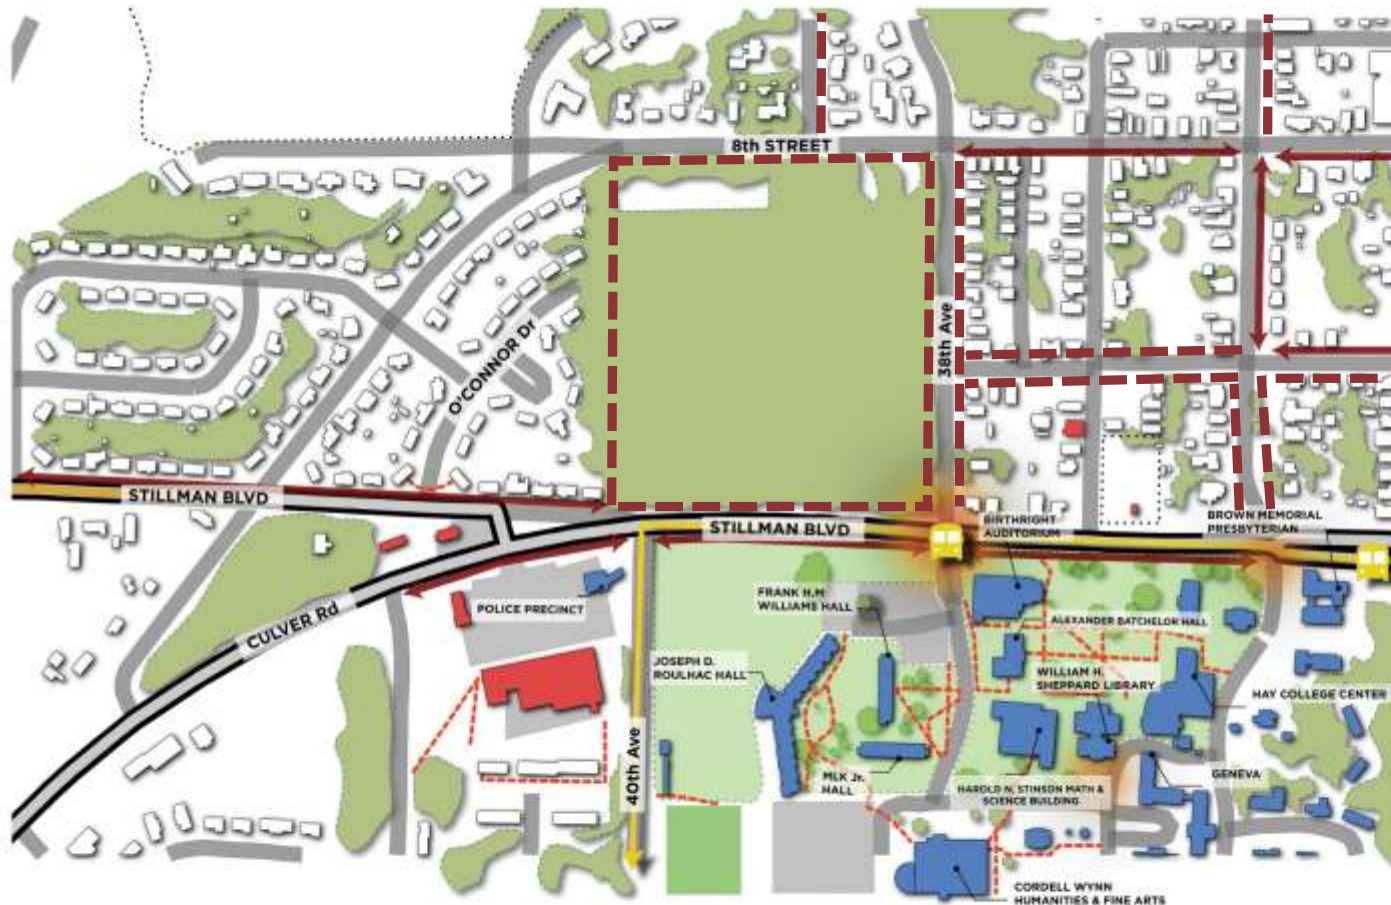 8th STREET
38th Ave
O'CONNOR Dr
STILLMAN BLVD
STILLMAN BLVD
BIRTHRIGHT
AUDITORIUM
BROWN MEMORIAL
PRESBYTERIAN
CULVER Rd
POLICE PRECINCT
FRANK H.M.
WILLIAMS HALL
ALEXANDER BATCHELOR HALL
JOSEPH D.
ROULHAC HALL
WILLIAM H.
SHEPPARD LIBRARY
HAY COLLEGE CENTER
40th Ave
MLK Jr.
HALL
HAROLD N. STINSON MATH &
SCIENCE BUILDING
GENEVA
CORDELL WYNN
HUMANITIES & FINE ARTS